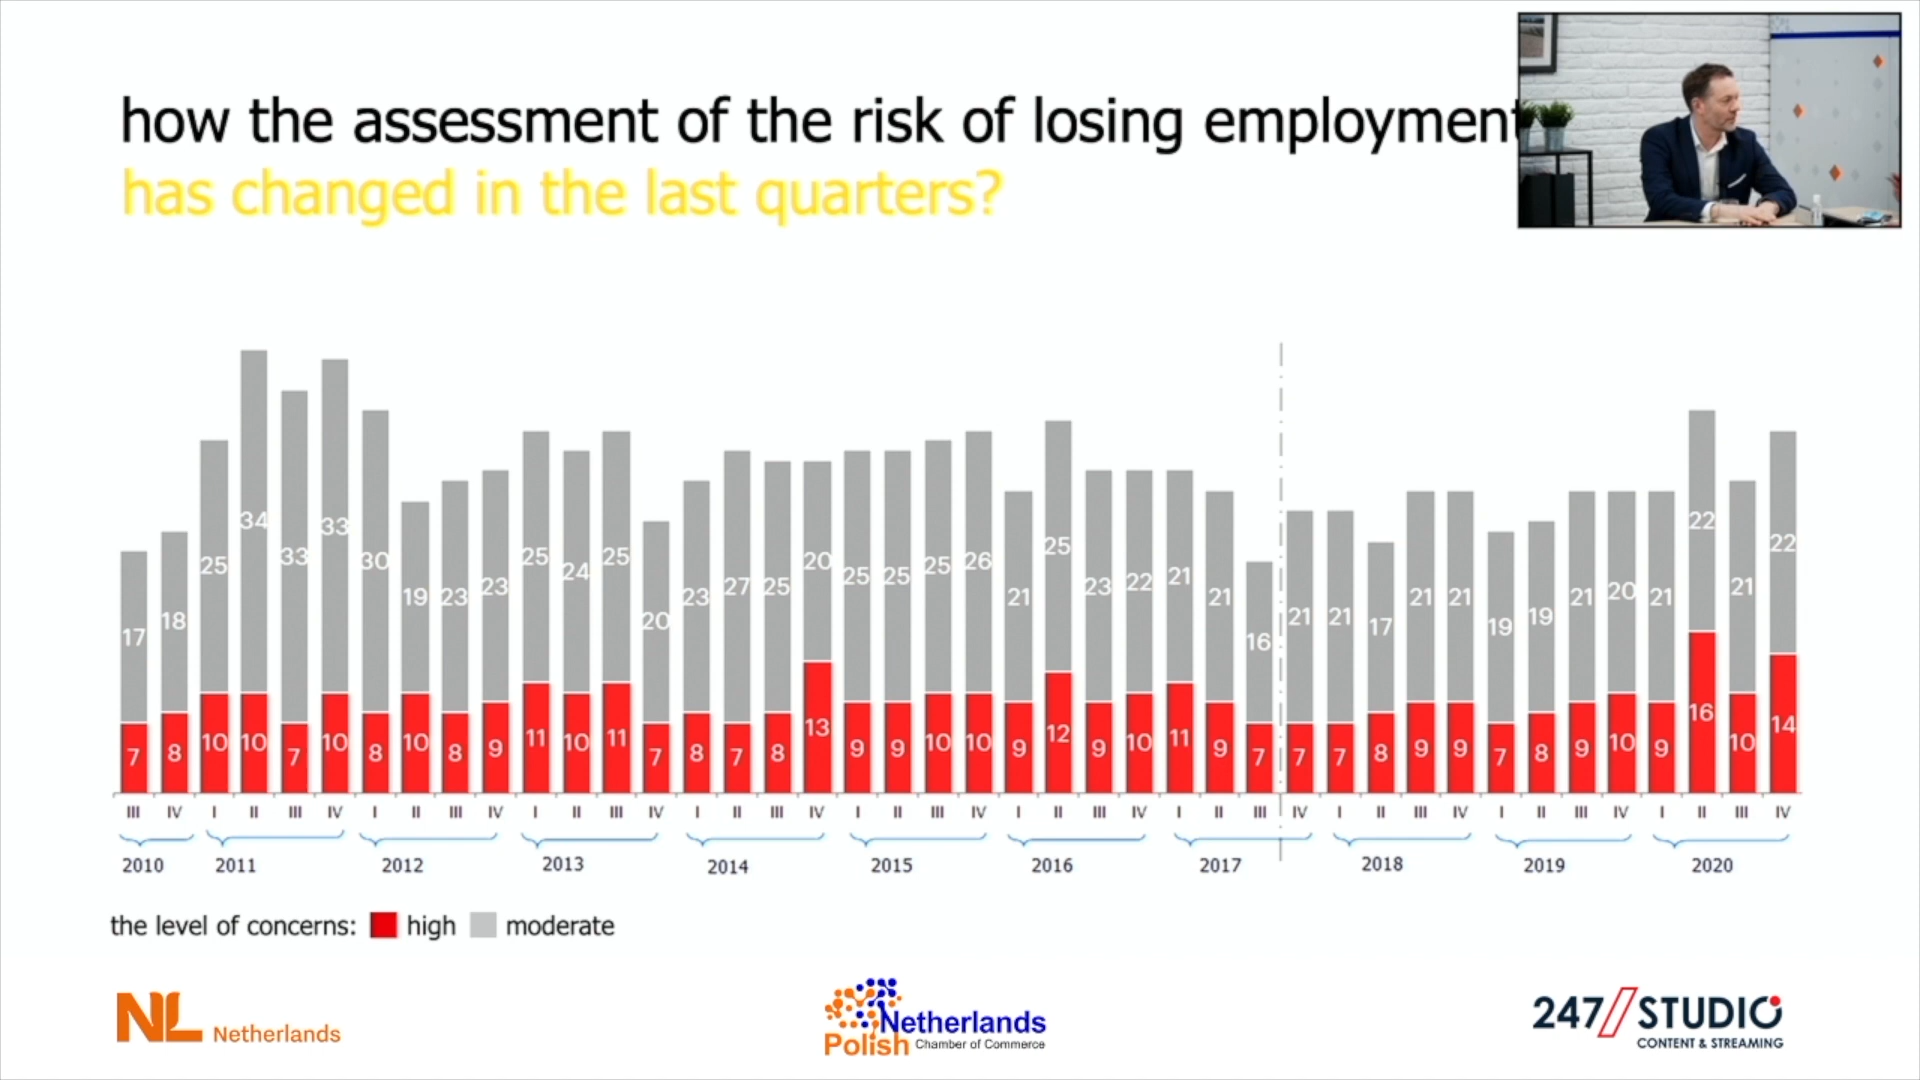 how the assessment of the risk of losing employment
has changed in the last quarters?
17 18 25 34 33 33 30 19 23 23 25 24 25 20 23 27 25 20 25 25 25 26 21 25 23 22 21 21 16 21 21 17 21 21 19 19 21 20 21 22 21 22
7 8 10 10 7 10 8 10 8 9 11 10 11 7 8 7 8 13 9 9 10 10 9 12 9 10 11 9 7 7 7 8 9 9 7 8 9 10 9 16 10 14
III IV I II III IV I II III IV I II III IV I II III IV I II III IV I II III IV I II III IV I II III IV I II III IV I II III IV
2010 2011 2012 2013 2014 2015 2016 2017 2018 2019 2020
the level of concerns: high moderate
NL Netherlands
Netherlands
Polish Chamber of Commerce
247//STUDIO
CONTENT & STREAMING